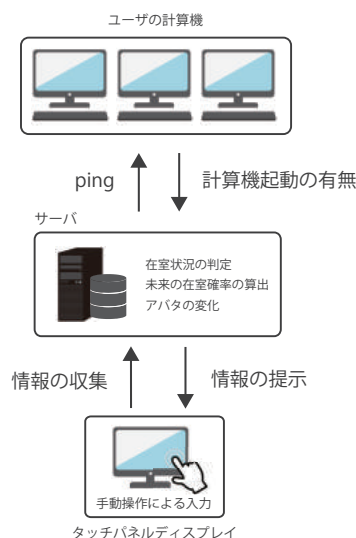 ユーザの計算機
ping
計算機起動の有無
サーバ
在室状況の判定
未来の在室確率の算出
アバタの変化
情報の収集
情報の提示
手動操作による入力
タッチパネルディスプレイ